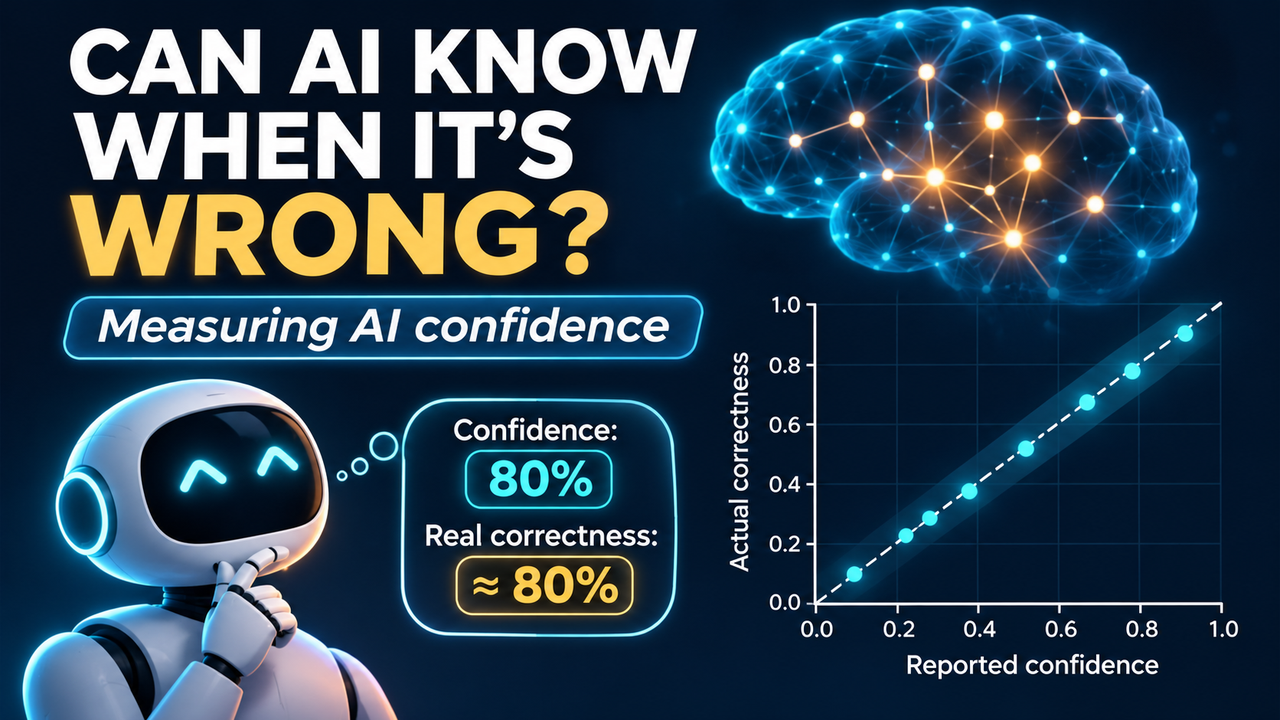 CAN AI KNOW
WHEN IT'S
WRONG?
Measuring AI confidence
Confidence:
80%
Real correctness:
≈ 80%
Actual correctness
1.0
0.8
0.6
0.4
0.2
0.0
0.0 0.2 0.4 0.6 0.8 1.0
Reported confidence